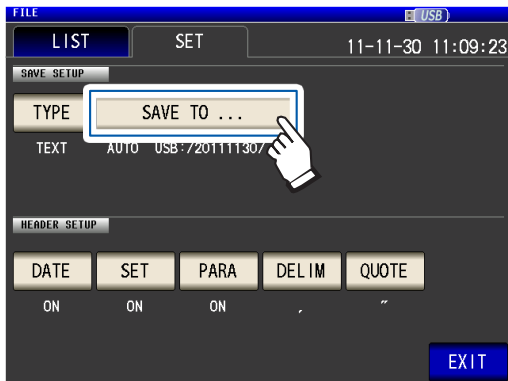 FILE USB
LIST SET 11-11-30 11:09:23
SAVE SETUP
TYPE SAVE TO ...
TEXT AUTO USB:/20111130/
HEADER SETUP
DATE SET PARA DELIM QUOTE
ON ON ON , "
EXIT